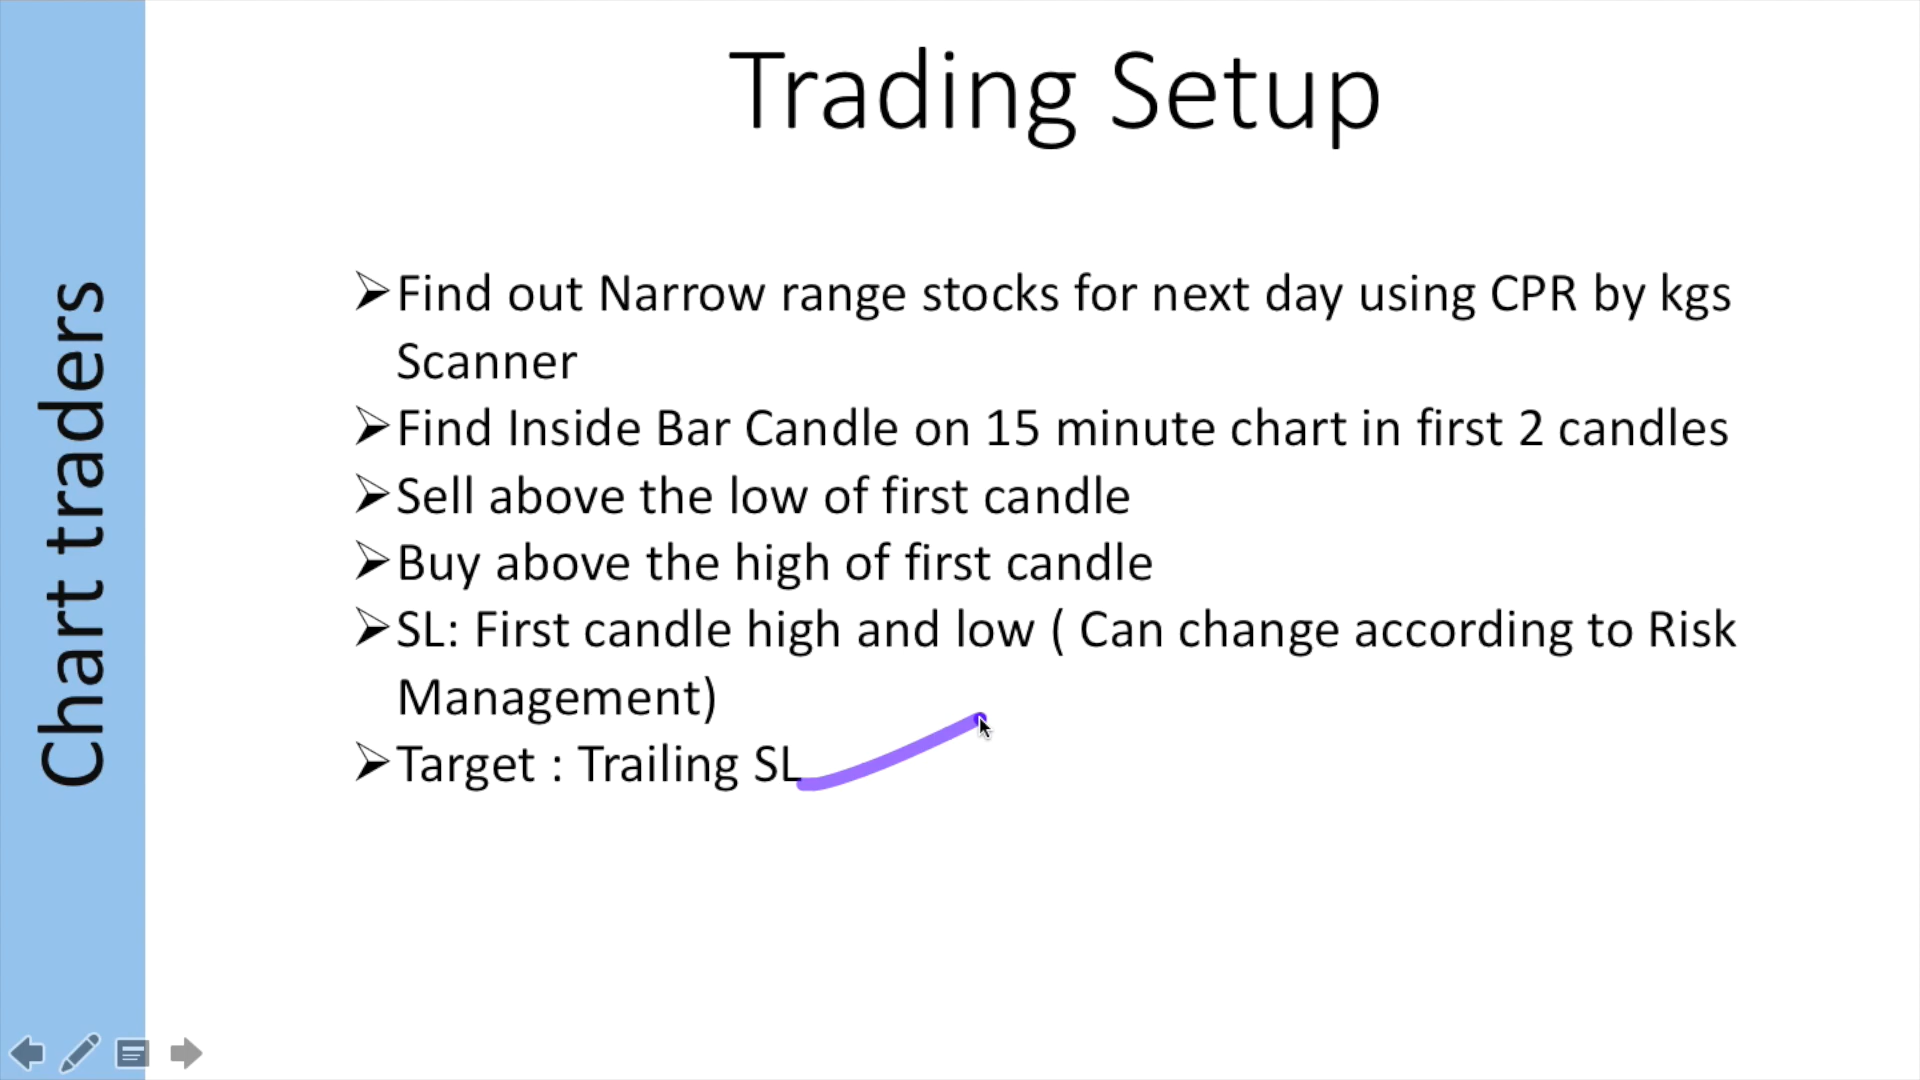 Trading Setup
Chart traders
➢Find out Narrow range stocks for next day using CPR by kgs
Scanner
➢Find Inside Bar Candle on 15 minute chart in first 2 candles
➢Sell above the low of first candle
➢Buy above the high of first candle
➢SL: First candle high and low ( Can change according to Risk
Management)
➢Target : Trailing SL